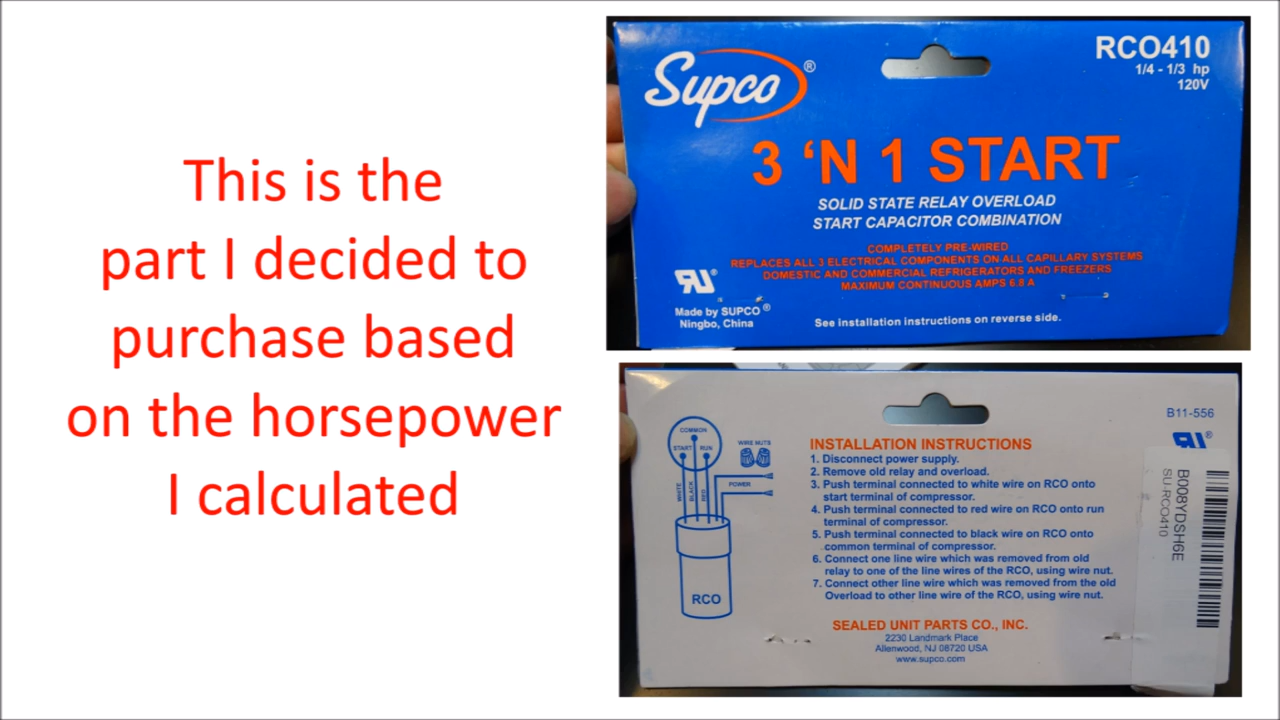 This is the
part I decided to
purchase based
on the horsepower
I calculated
Supco®
RCO410
1/4 - 1/3 hp
120V
3 ‘N 1 START
SOLID STATE RELAY OVERLOAD
START CAPACITOR COMBINATION
COMPLETELY PRE-WIRED
REPLACES ALL 3 ELECTRICAL COMPONENTS ON ALL CAPILLARY SYSTEMS
DOMESTIC AND COMMERCIAL REFRIGERATORS AND FREEZERS
MAXIMUM CONTINUOUS AMPS 6.8 A
Made by SUPCO®
Ningbo, China
See installation instructions on reverse side.
B11-556
COMMON
START
RUN
WIRE NUTS
WHITE
BLACK
RED
POWER
RCO
INSTALLATION INSTRUCTIONS
1. Disconnect power supply.
2. Remove old relay and overload.
3. Push terminal connected to white wire on RCO onto
start terminal of compressor.
4. Push terminal connected to red wire on RCO onto run
terminal of compressor.
5. Push terminal connected to black wire on RCO onto
common terminal of compressor.
6. Connect one line wire which was removed from old
relay to one of the line wires of the RCO, using wire nut.
7. Connect other line wire which was removed from the old
Overload to other line wire of the RCO, using wire nut.
SEALED UNIT PARTS CO., INC.
2230 Landmark Place
Allenwood, NJ 08720 USA
www.supco.com
B008YDSH6E
SU-RCO410